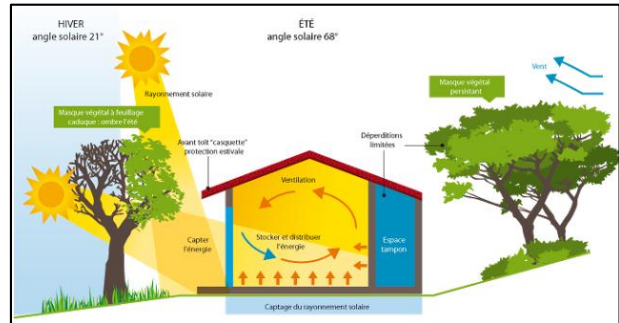 HIVER
angle solaire 21°
ÉTÉ
angle solaire 68°
Vent
Rayonnement solaire
Masque végétal
persistant
Masque végétal à feuillage
caduque : ombre l'été
Avant toit "casquette"
protection estivale
Déperditions
limitées
Ventilation
Capter
l'énergie
Stocker et distribuer
l'énergie
Espace
tampon
Captage du rayonnement solaire